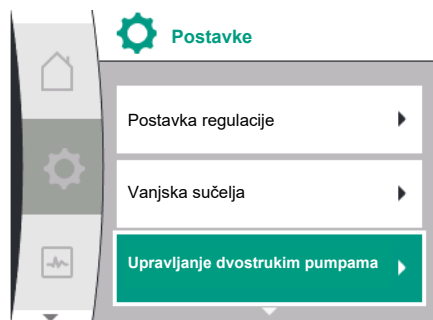 Postavke
Postavka regulacije
Vanjska sučelja
Upravljanje dvostrukim pumpama